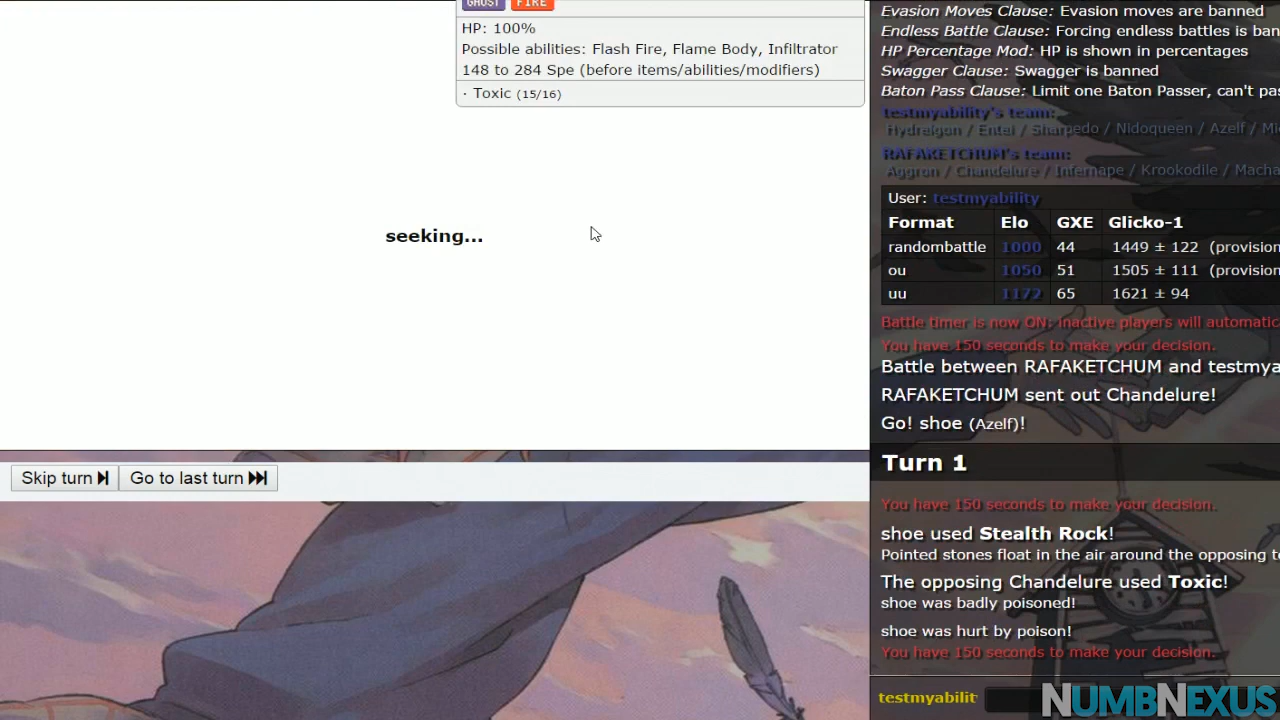 GHOST FIRE
HP: 100%
Possible abilities: Flash Fire, Flame Body, Infiltrator
148 to 284 Spe (before items/abilities/modifiers)
· Toxic (15/16)
seeking...
Skip turn Go to last turn
Evasion Moves Clause: Evasion moves are banned
Endless Battle Clause: Forcing endless battles is ban
HP Percentage Mod: HP is shown in percentages
Swagger Clause: Swagger is banned
Baton Pass Clause: Limit one Baton Passer, can't pas
testmyability's team:
Hydreigon / Entei / Sharpedo / Nidoqueen / Azelf / Mi
RAFAKETCHUM's team:
Aggron / Chandelure / Infernape / Krookodile / Macha
User: testmyability
Format Elo GXE Glicko-1
randombattle 1000 44 1449 ± 122 (provision
ou 1050 51 1505 ± 111 (provision
uu 1172 65 1621 ± 94
Battle timer is now ON: inactive players will automatic
You have 150 seconds to make your decision.
Battle between RAFAKETCHUM and testmya
RAFAKETCHUM sent out Chandelure!
Go! shoe (Azelf)!
Turn 1
You have 150 seconds to make your decision.
shoe used Stealth Rock!
Pointed stones float in the air around the opposing te
The opposing Chandelure used Toxic!
shoe was badly poisoned!
shoe was hurt by poison!
You have 150 seconds to make your decision.
testmyabilit
NUMBNEXUS